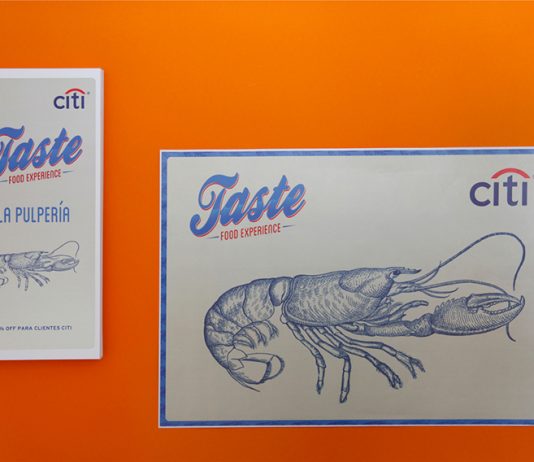 citi
Taste
FOOD EXPERIENCE
LA PULPERÍA
% OFF PARA CLIENTES CITI
Taste
FOOD EXPERIENCE
citi